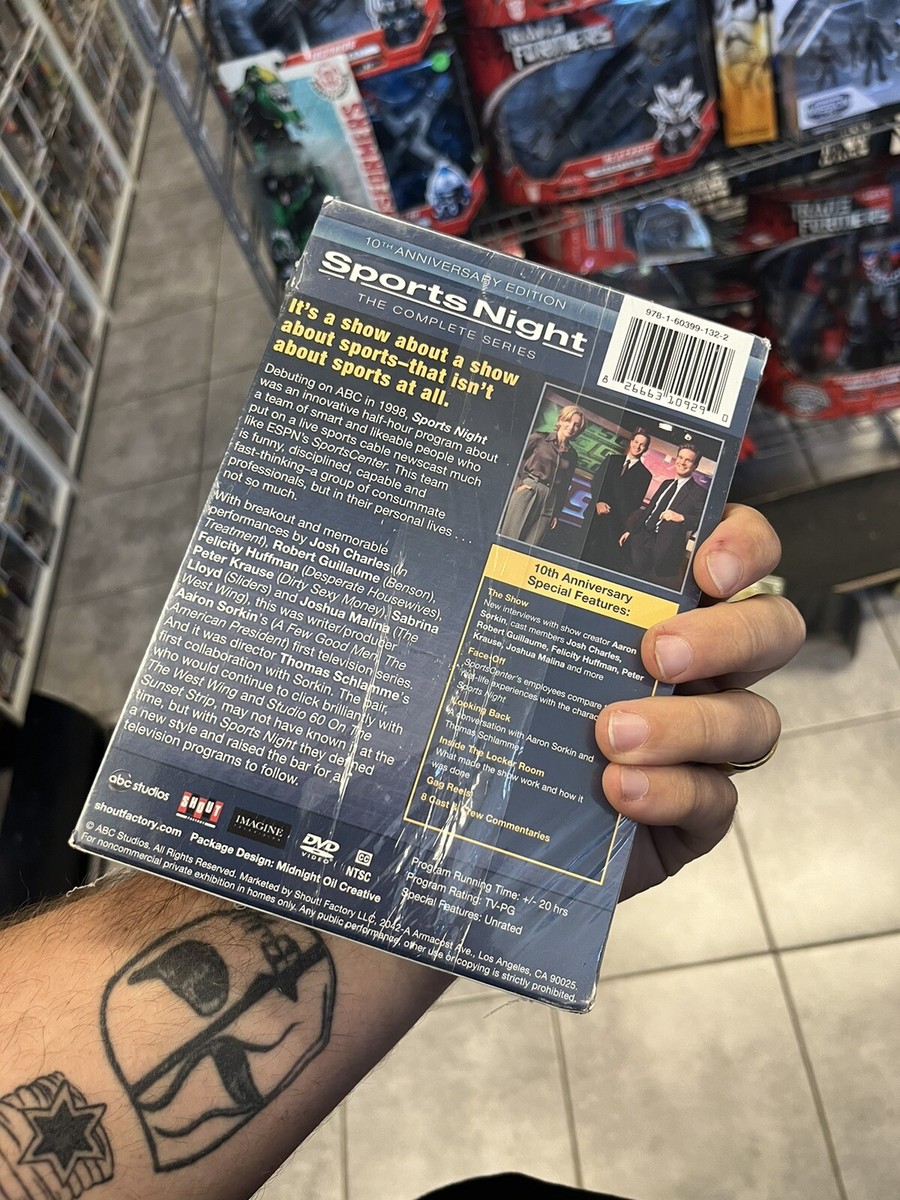 TRANSFORMERS
TRANSFORMERS
10TH ANNIVERSARY EDITION
Sports Night
THE COMPLETE SERIES
978-1-60399-132-2
8 26663 10929 0
It's a show about a show
about sports–that isn't
about sports at all.
Debuting on ABC in 1998, Sports Night
was an innovative half-hour program about
a team of smart and likeable people who
put on a live sports cable newscast much
like ESPN's SportsCenter. This team
is funny, disciplined, capable and
fast-thinking–a group of consummate
professionals, but in their personal lives . . .
not so much.
With breakout and memorable
performances by Josh Charles (In
Treatment), Robert Guillaume (Benson),
Felicity Huffman (Desperate Housewives),
Peter Krause (Dirty Sexy Money), Sabrina
Lloyd (Sliders) and Joshua Malina (The
West Wing), this was writer/producer
Aaron Sorkin's (A Few Good Men, The
American President) first television series.
And it was director Thomas Schlamme's
first collaboration with Sorkin. The pair,
who would continue to click brilliantly with
The West Wing and Studio 60 On The
Sunset Strip, may not have known it at the
time, but with Sports Night they defined
a new style and raised the bar for all
television programs to follow.
10th Anniversary
Special Features:
The Show
New interviews with show creator Aaron
Sorkin, cast members Josh Charles,
Robert Guillaume, Felicity Huffman, Peter
Krause, Joshua Malina and more
Face-Off
SportsCenter's employees compare
real-life experiences with the
Sports Night
Looking Back
A conversation with Aaron Sorkin and
Thomas Schlamme
Inside The Locker Room
What made the show work and how it
was done
Gag Reels
8 Cast & Crew Commentaries
abc studios
SHOUT
FACTORY
IMAGINE
DVD
VIDEO
CC
NTSC
shoutfactory.com Package Design: Midnight Oil Creative
Program Running Time: +/- 20 hrs
Program Rating: TV-PG
Special Features: Unrated
© ABC Studios. All Rights Reserved. Marketed by Shout! Factory LLC, 2042-A Armacost Ave., Los Angeles, CA 90025.
For noncommercial private exhibition in homes only. Any public performance, other use or copying is strictly prohibited.